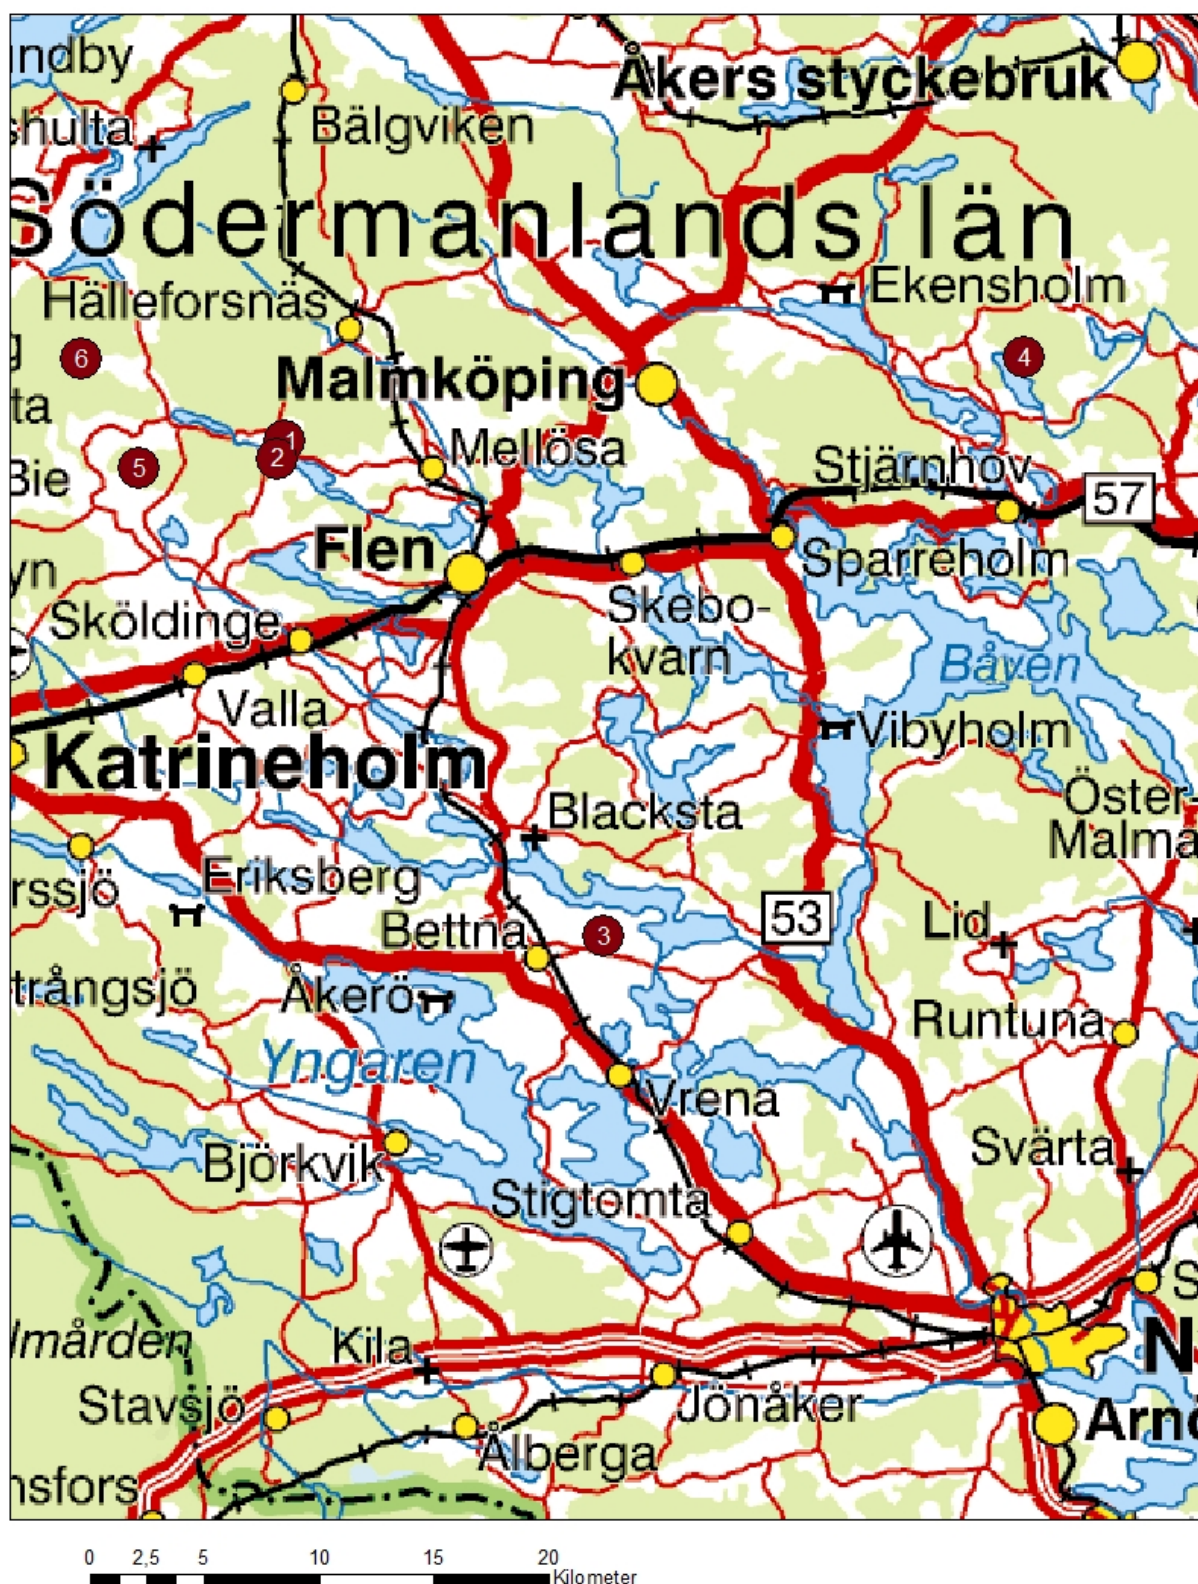 ndby
Åkers styckebruk
shulta
Bälgviken
Södermanlands län
Ekensholm
Hälleforsnäs
6
4
Malmköping
ta
1
2
5
Mellösa
Stjärnhov
Bie
57
Flen
Sparreholm
yn
Skebo-
kvarn
Sköldinge
Båven
Valla
Vibyholm
Katrineholm
Öster-
Malma
Blacksta
rssjö
Eriksberg
53
Lid
Bettna
3
trångsjö
Åkerö
Runtuna
Yngaren
Vrena
Svärta
Björkvik
Stigtomta
S
lmården
Kila
N
Stavsjö
Jönåker
Arnö
Ålberga
nsfors
0 2,5 5 10 15 20
Kilometer